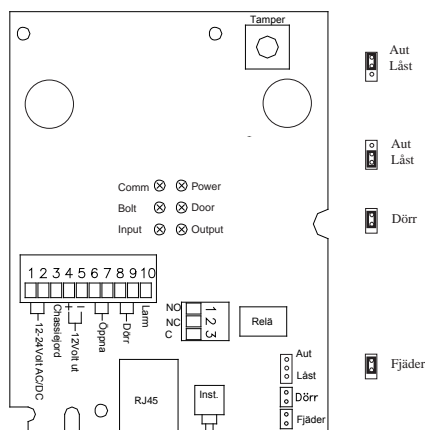 Tamper
Aut
Låst
Aut
Låst
Comm Power
Bolt Door
Input Output
Dörr
1 2 3 4 5 6 7 8 9 10
12-24Volt AC/DC
Chassiejord
+ −
12Volt ut
Öppna
Dörr
Larm
NO 1
NC 2
C 3
Relä
Aut
Låst
Dörr
Fjäder
Fjäder
RJ45
Inst.